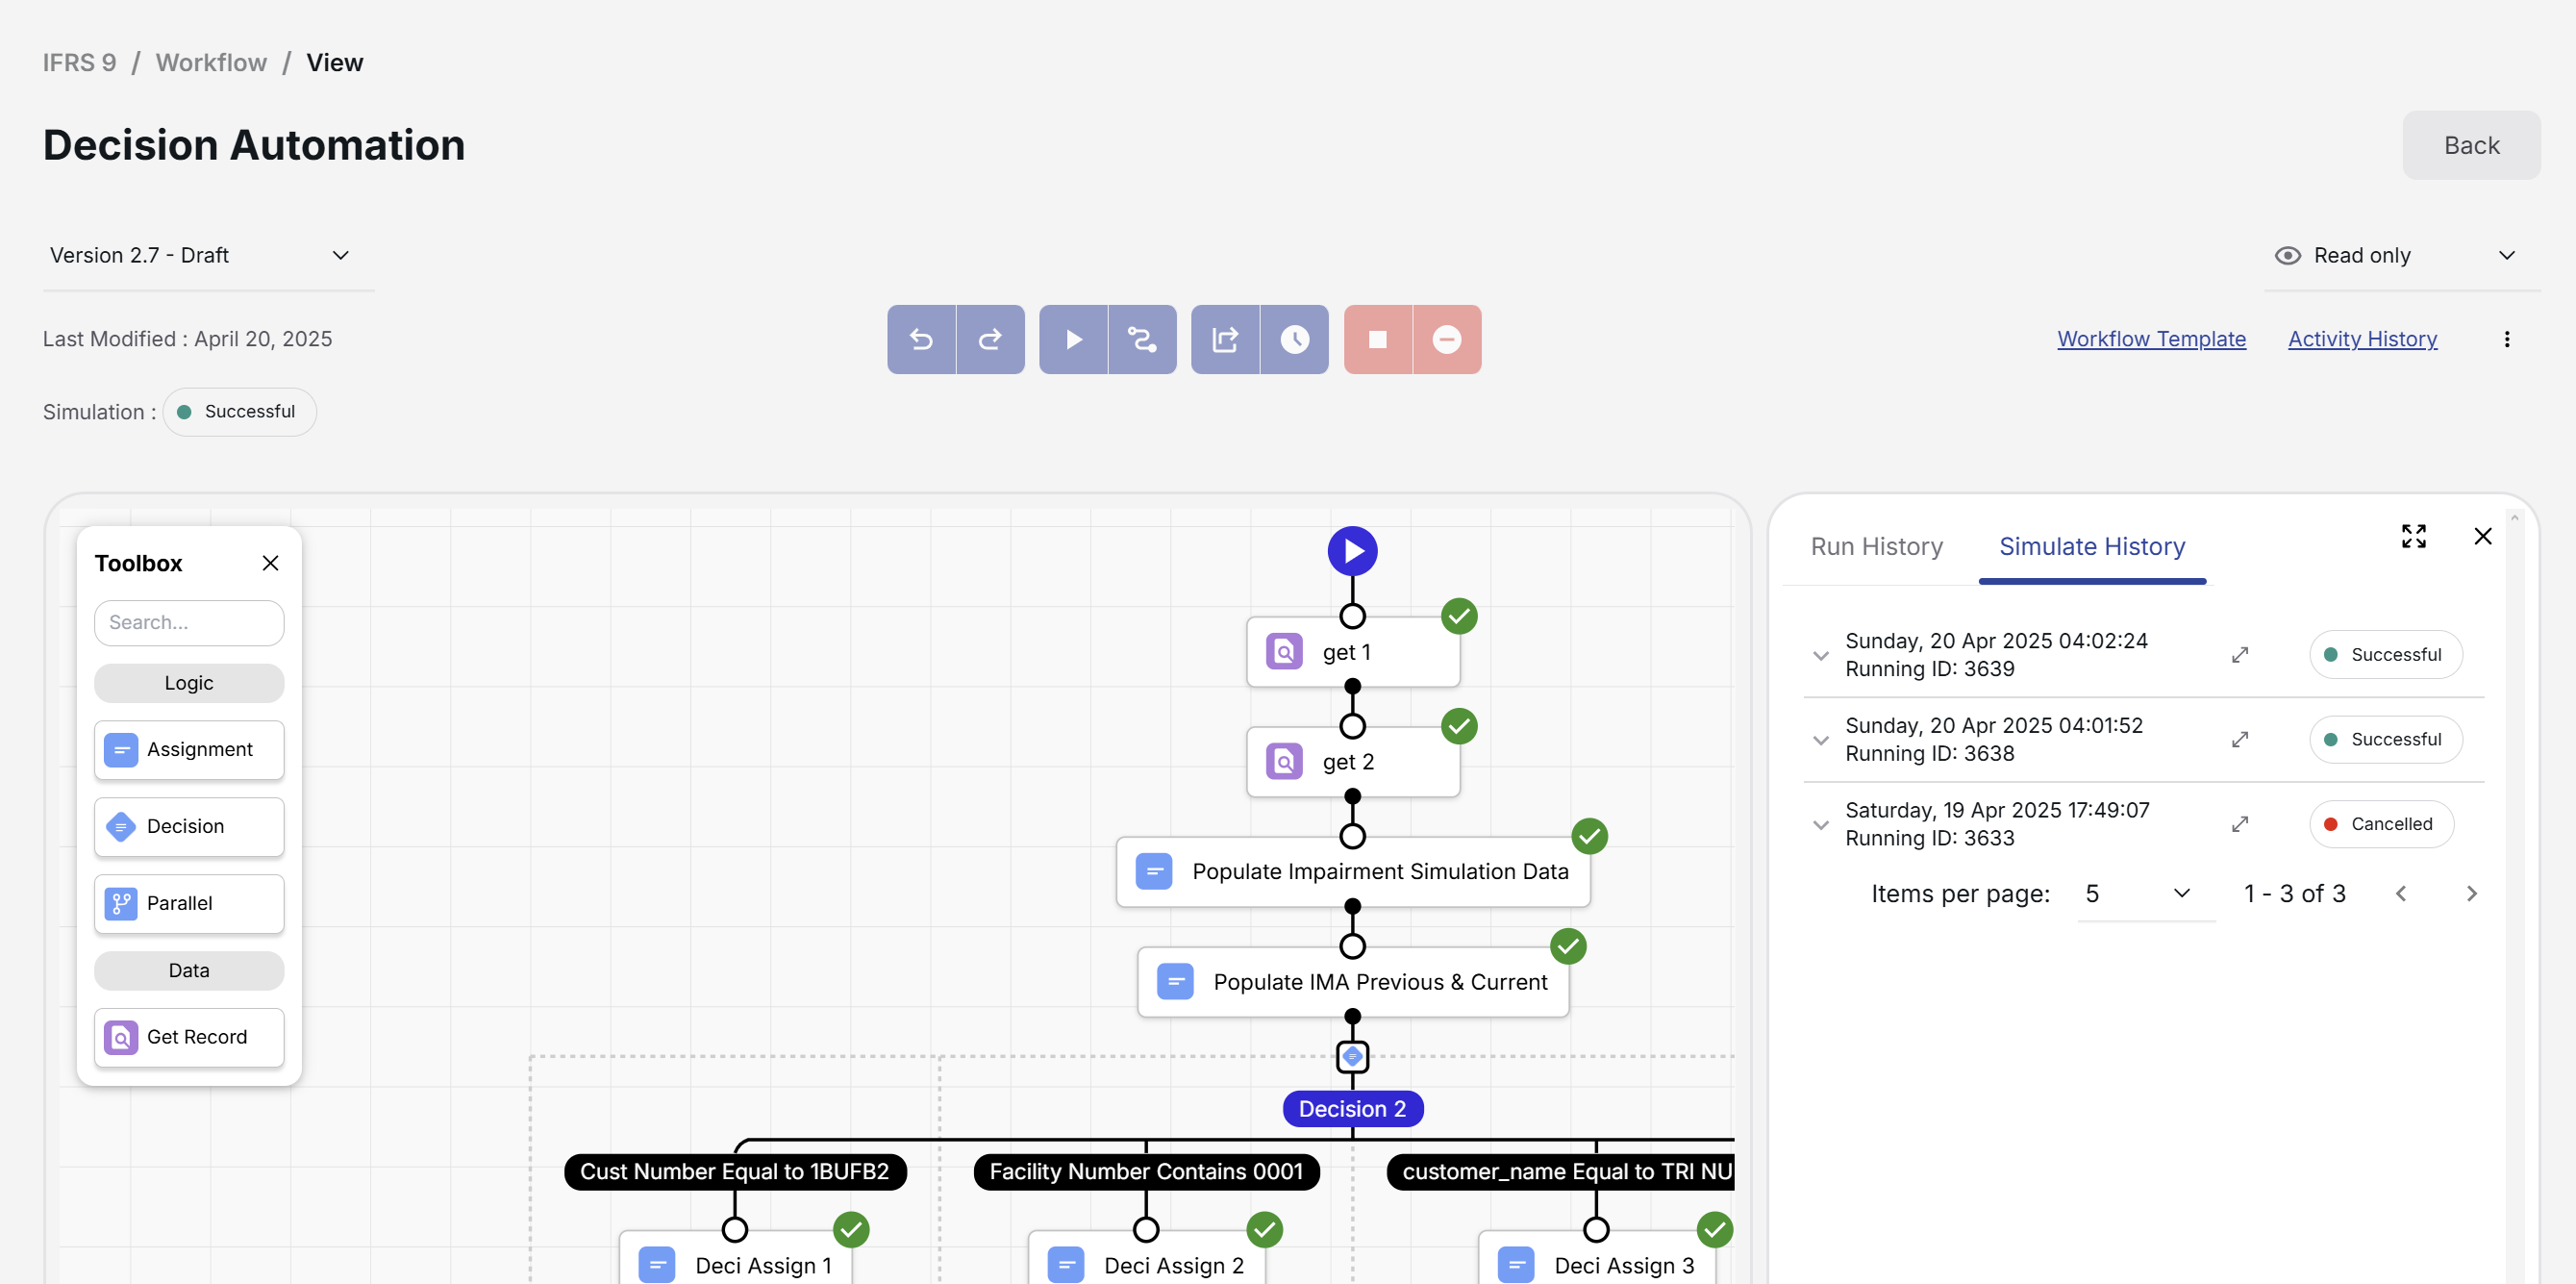 IFRS 9 / Workflow / View
Decision Automation
Back
Version 2.7 - Draft
Read only
Last Modified : April 20, 2025
Workflow Template
Activity History
Simulation :
Successful
Toolbox
Search...
Logic
Assignment
Decision
Parallel
Data
Get Record
get 1
get 2
Populate Impairment Simulation Data
Populate IMA Previous & Current
Decision 2
Cust Number Equal to 1BUFB2
Facility Number Contains 0001
customer_name Equal to TRI NU
Deci Assign 1
Deci Assign 2
Deci Assign 3
Run History
Simulate History
Sunday, 20 Apr 2025 04:02:24
Running ID: 3639
Successful
Sunday, 20 Apr 2025 04:01:52
Running ID: 3638
Successful
Saturday, 19 Apr 2025 17:49:07
Running ID: 3633
Cancelled
Items per page: 5
1 - 3 of 3